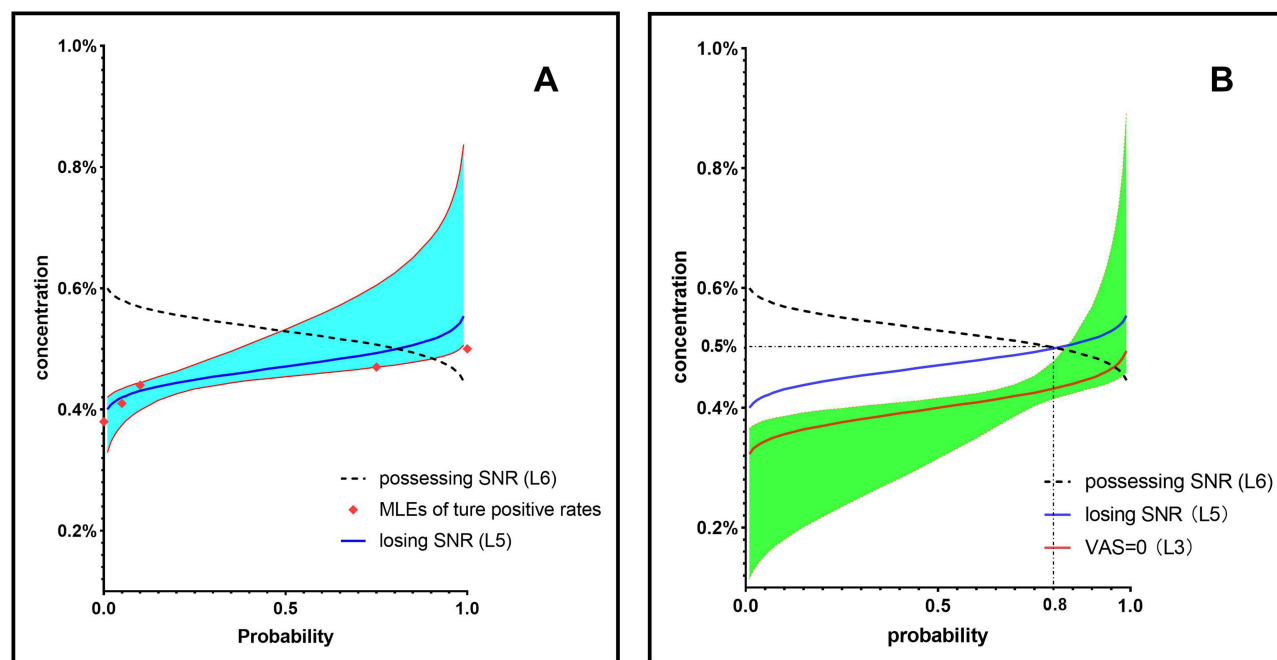 A
1.0%
0.8%
0.6%
0.4%
0.2%
concentration
possessing SNR (L6)
MLEs of ture positive rates
losing SNR (L5)
0.0
0.5
1.0
Probability
B
1.0%
0.8%
0.6%
0.5%
0.4%
0.2%
concentration
possessing SNR (L6)
losing SNR（L5）
VAS=0（L3）
0.0
0.5
0.8
1.0
probability